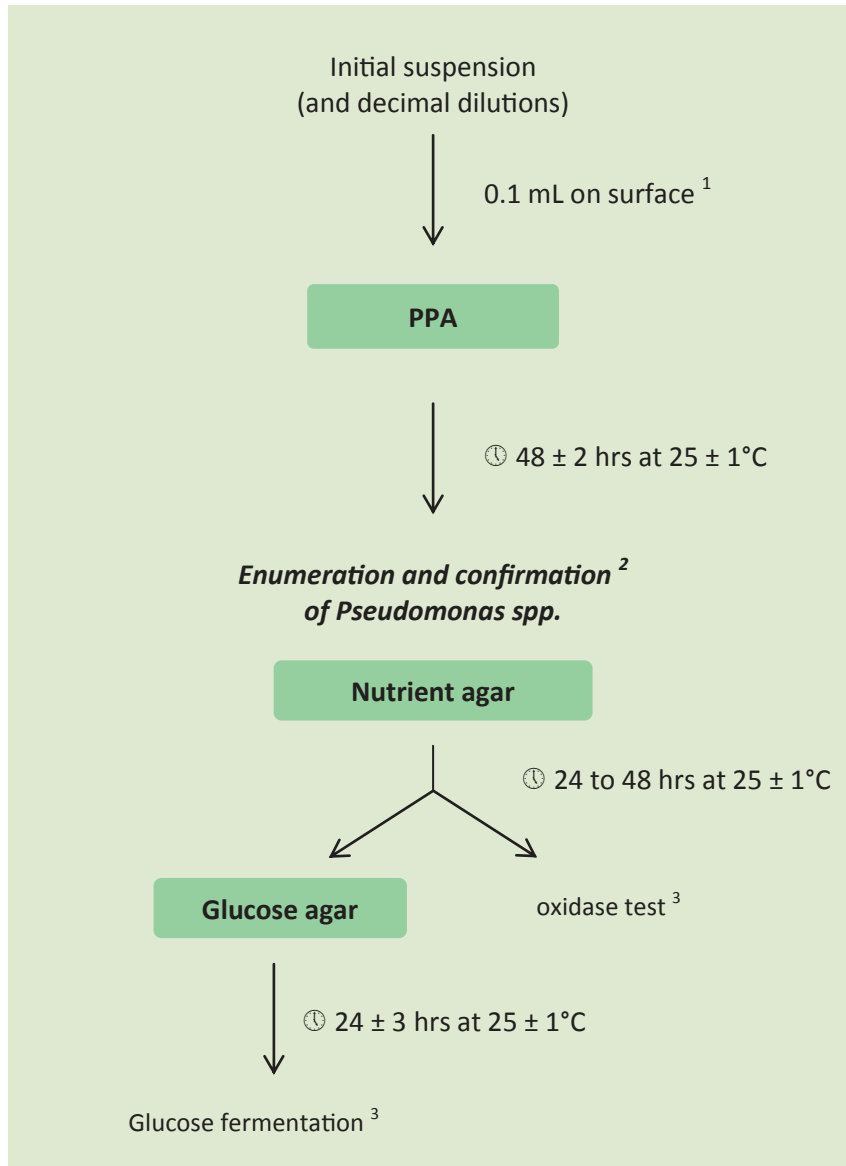 Initial suspension
(and decimal dilutions)
0.1 mL on surface ¹
PPA
48 ± 2 hrs at 25 ± 1°C
Enumeration and confirmation ²
of Pseudomonas spp.
Nutrient agar
24 to 48 hrs at 25 ± 1°C
Glucose agar
oxidase test ³
24 ± 3 hrs at 25 ± 1°C
Glucose fermentation ³